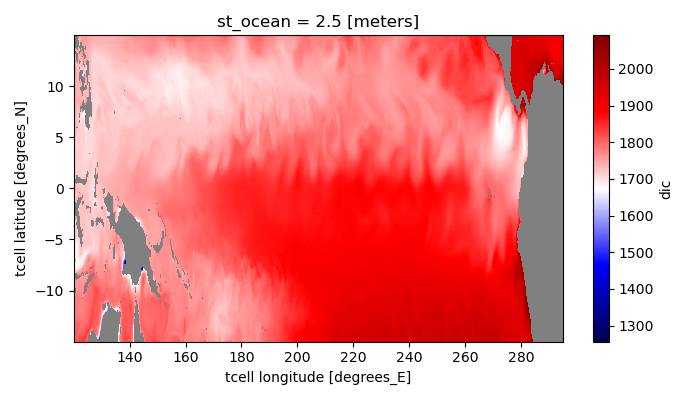 st_ocean = 2.5 [meters]
10
5
0
−5
−10
tcell latitude [degrees_N]
140 160 180 200 220 240 260 280
tcell longitude [degrees_E]
2000
1900
1800
1700
1600
1500
1400
1300
dic